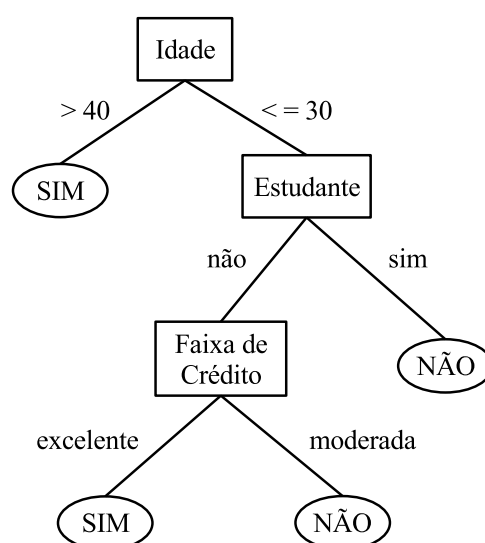 Idade
> 40
< = 30
SIM
Estudante
não
sim
Faixa de
Crédito
NÃO
excelente
moderada
SIM
NÃO